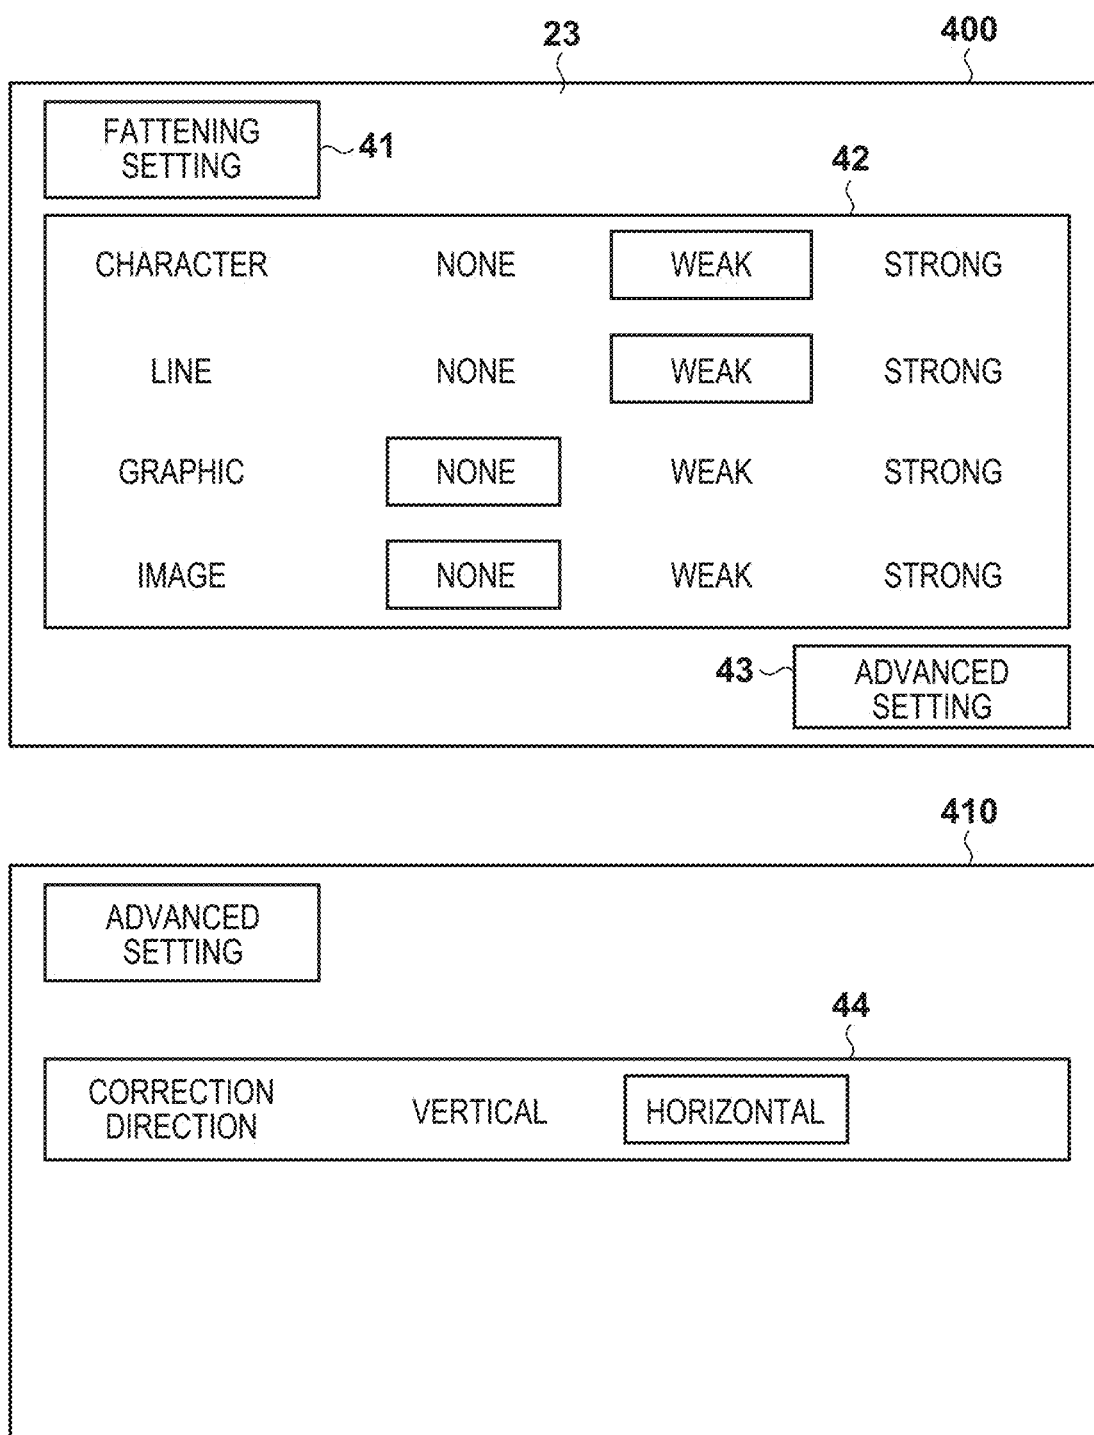 23
400
FATTENING
SETTING
41
42
CHARACTER NONE WEAK STRONG
LINE NONE WEAK STRONG
GRAPHIC NONE WEAK STRONG
IMAGE NONE WEAK STRONG
43
ADVANCED
SETTING
410
ADVANCED
SETTING
44
CORRECTION
DIRECTION
VERTICAL
HORIZONTAL